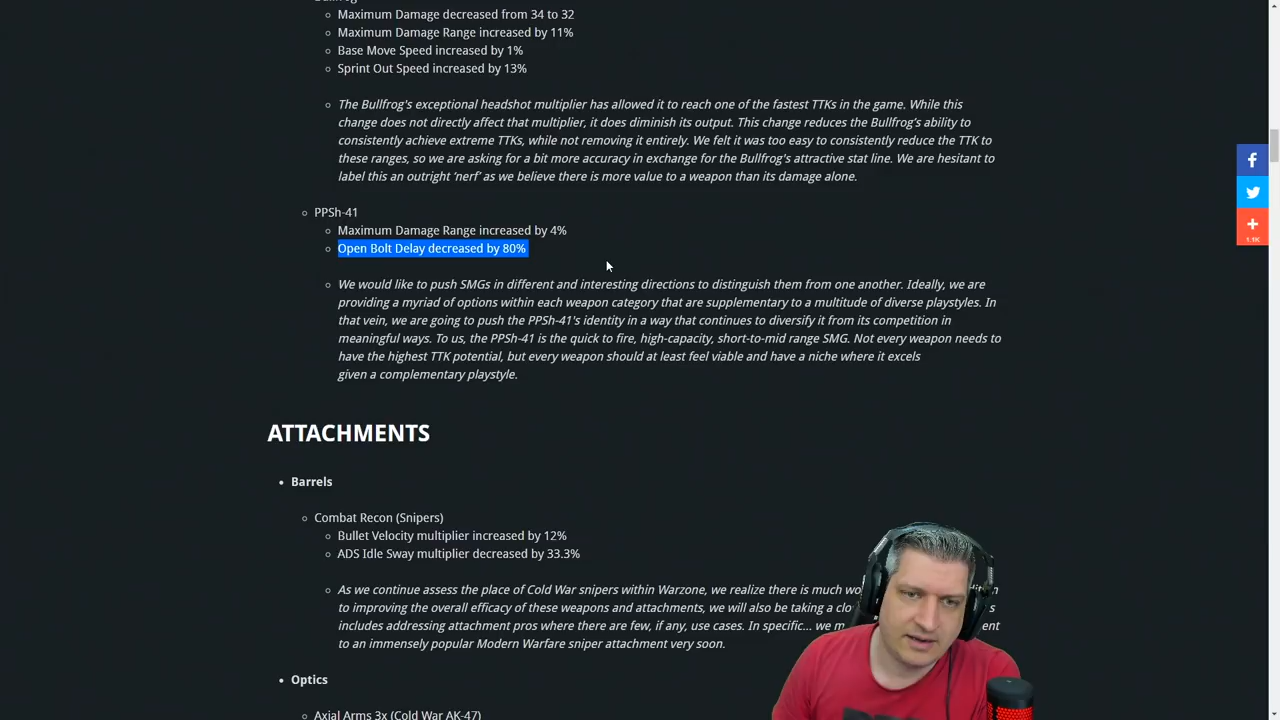 Maximum Damage decreased from 34 to 32
Maximum Damage Range increased by 11%
Base Move Speed increased by 1%
Sprint Out Speed increased by 13%
The Bullfrog's exceptional headshot multiplier has allowed it to reach one of the fastest TTKs in the game. While this
change does not directly affect that multiplier, it does diminish its output. This change reduces the Bullfrog's ability to
consistently achieve extreme TTKs, while not removing it entirely. We felt it was too easy to consistently reduce the TTK to
these ranges, so we are asking for a bit more accuracy in exchange for the Bullfrog's attractive stat line. We are hesitant to
label this an outright 'nerf' as we believe there is more value to a weapon than its damage alone.
PPSh-41
Maximum Damage Range increased by 4%
Open Bolt Delay decreased by 80%
We would like to push SMGs in different and interesting directions to distinguish them from one another. Ideally, we are
providing a myriad of options within each weapon category that are supplementary to a multitude of diverse playstyles. In
that vein, we are going to push the PPSh-41's identity in a way that continues to diversify it from its competition in
meaningful ways. To us, the PPSh-41 is the quick to fire, high-capacity, short-to-mid range SMG. Not every weapon needs to
have the highest TTK potential, but every weapon should at least feel viable and have a niche where it excels
given a complementary playstyle.
ATTACHMENTS
Barrels
Combat Recon (Snipers)
Bullet Velocity multiplier increased by 12%
ADS Idle Sway multiplier decreased by 33.3%
As we continue assess the place of Cold War snipers within Warzone, we realize there is much
to improving the overall efficacy of these weapons and attachments, we will also be taking a
includes addressing attachment pros where there are few, if any, use cases. In specific... we
to an immensely popular Modern Warfare sniper attachment very soon.
Optics
Axial Arms 3x (Cold War AK-47)
1.1K